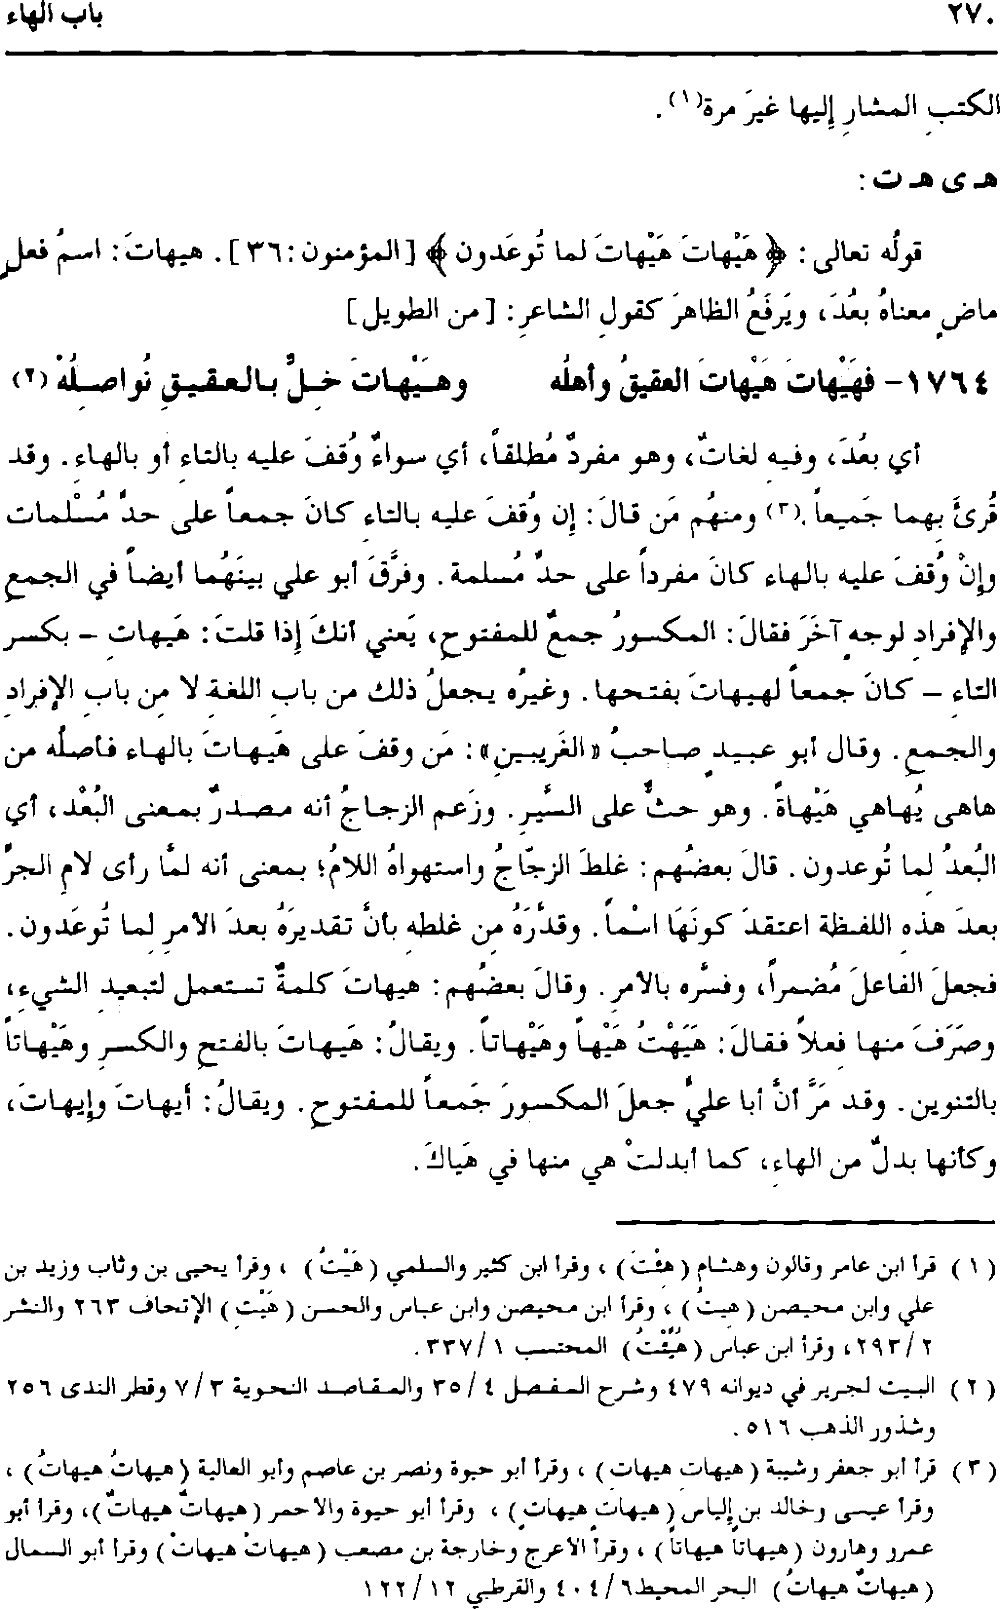 ٢٧٠ باب الهاء
الكتبِ المشارِ إليها غيرَ مرة(١).
هـ ى هـ ت:
قولُه تعالى: ﴿هَيْهاتَ هَيْهاتَ لما تُوعَدون﴾ [المؤمنون:٣٦]. هيهاتَ: اسمُ فعلٍ
ماضٍ معناهُ بعُدَ، ويَرفَعُ الظاهرَ كقولِ الشاعرِ: [من الطويل]
١٧٦٤- فهَيْهاتَ هَيْهاتَ العقيقُ وأهلُه وهَيْهاتَ خِلٌّ بالعقيقِ نُواصِلُهْ(٢)
أي بعُدَ، وفيهِ لغاتٌ، وهو مفردٌ مُطلقاً، أي سواءٌ وُقفَ عليه بالتاءِ أو بالهاءِ. وقد
قُرئَ بهما جَميعاً.(٣) ومنهُم مَن قالَ: إن وُقفَ عليه بالتاءِ كانَ جمعاً على حدِّ مُسْلمات
وإنْ وُقفَ عليه بالهاء كانَ مفرداً على حدِّ مُسلمة. وفرَّقَ أبو علي بينَهُما أيضاً في الجمعِ
والإفرادِ لوجهٍ آخَرَ فقالَ: المكسورُ جمعٌ للمفتوحِ، يَعني أنكَ إذا قلتَ: هَيهاتِ – بكسر
التاءِ – كانَ جمعاً لهيهاتَ بفتحها. وغيرُه يجعلُ ذلك من بابِ اللغةِ لا مِن بابِ الإفرادِ
والجمعِ. وقال أبو عبيدٍ صاحبُ «الغَريبينِ»: مَن وقفَ على هَيهاتَ بالهاء فأصلُه من
هاهى يُهاهي هَيْهاةً. وهو حثٌّ على السَّيرِ. وزَعم الزجاجُ أنه مصدرٌ بمعنى البُعْد، أي
البُعدُ لِما تُوعدون. قالَ بعضُهم: غلطَ الزجّاجُ واستهواهُ اللامُ؛ بمعنى أنه لمّا رأى لام الجرِّ
بعدَ هذهِ اللفظة اعتقدَ كونَهَا اسْماً. وقدَّرَهُ مِن غلطهِ بأنَّ تقديرَهُ بعدَ الأمرِ لِما تُوعَدون.
فجعلَ الفاعلَ مُضمراً، وفسَّره بالأمرِ. وقالَ بعضُهم: هيهاتَ كلمةٌ تستعمل لتبعيدِ الشيءِ،
وصَرَفَ منها فعلاً فقالَ: هَيَهْتُ هَيْهاً وهَيْهاتاً. ويقالُ: هَيهاتَ بالفتحِ والكسرِ وهَيْهاتاً
بالتنوين. وقد مَرَّ أنَّ أبا عليٍّ جعلَ المكسورَ جَمعاً للمفتوحِ. ويقالُ: أيهاتَ وإيهاتَ،
وكأنها بدلٌ من الهاءِ، كما أبدلتْ هي منها في هَياكَ.
(١) قرأ ابن عامر وقالون وهشام (هِئْتَ)، وقرأ ابن كثير والسلمي (هَيْتُ)، وقرأ يحيى بن وثاب وزيد بن
علي وابن محيصن (هِيتُ)، وقرأ ابن محيصن وابن عباس والحسن (هَيْتِ) الإتحاف ٢٦٣ والنشر
٢/ ٢٩٣، وقرأ ابن عباس (هُيِّئْتُ) المحتسب ١/ ٣٣٧.
(٢) البيت لجرير في ديوانه ٤٧٩ وشرح المفصل ٤/ ٣٥ والمقاصد النحوية ٣/ ٧ وقطر الندى ٢٥٦
وشذور الذهب ٥١٦.
(٣) قرأ أبو جعفر وشيبة (هيهاتِ هيهاتِ)، وقرأ أبو حيوة ونصر بن عاصم وأبو العالية (هيهاتُ هيهاتُ)،
وقرأ عيسى وخالد بن إلياس (هيهاتٍ هيهاتٍ)، وقرأ أبو حيوة والأحمر (هيهاتٌ هيهاتٌ)، وقرأ أبو
عمرو وهارون (هيهاتاً هيهاتاً)، وقرأ الأعرج وخارجة بن مصعب (هيهاتْ هيهاتْ) وقرأ أبو السمال
(هيهاتٌ هيهاتُ) البحر المحيط ٦/ ٤٠٤ والقرطبي ١٢/ ١٢٢